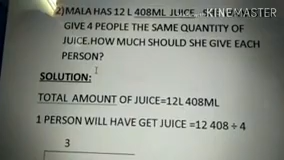 2)MALA HAS 12 L 408ML JUICE.
KINEMASTER
GIVE 4 PEOPLE THE SAME QUANTITY OF
JUICE.HOW MUCH SHOULD SHE GIVE EACH
PERSON?
SOLUTION:
TOTAL AMOUNT OF JUICE=12L 408ML
1 PERSON WILL HAVE GET JUICE =12 408 ÷ 4
3